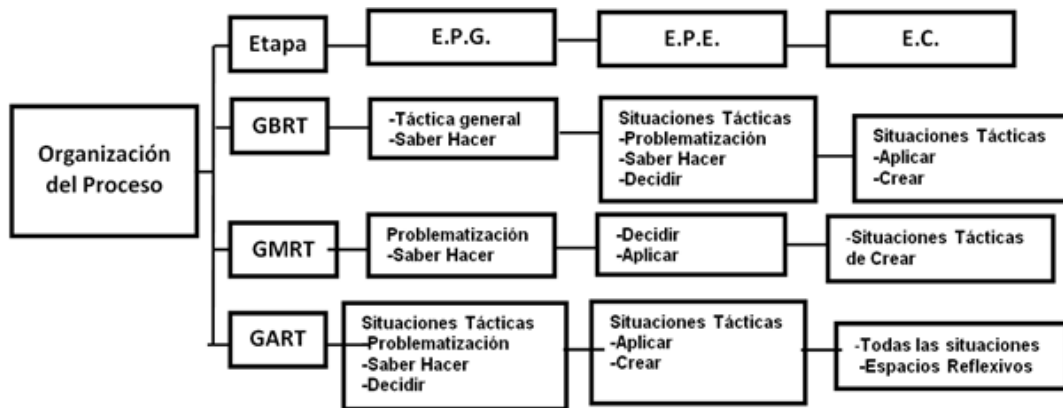 Organización
del Proceso
Etapa
E.P.G.
E.P.E.
E.C.
GBRT
-Táctica general
-Saber Hacer
Situaciones Tácticas
-Problematización
-Saber Hacer
-Decidir
Situaciones Tácticas
-Aplicar
-Crear
GMRT
Problematización
-Saber Hacer
-Decidir
-Aplicar
-Situaciones Tácticas
de Crear
GART
Situaciones Tácticas
-Problematización
-Saber Hacer
-Decidir
Situaciones Tácticas
-Aplicar
-Crear
-Todas las situaciones
-Espacios Reflexivos